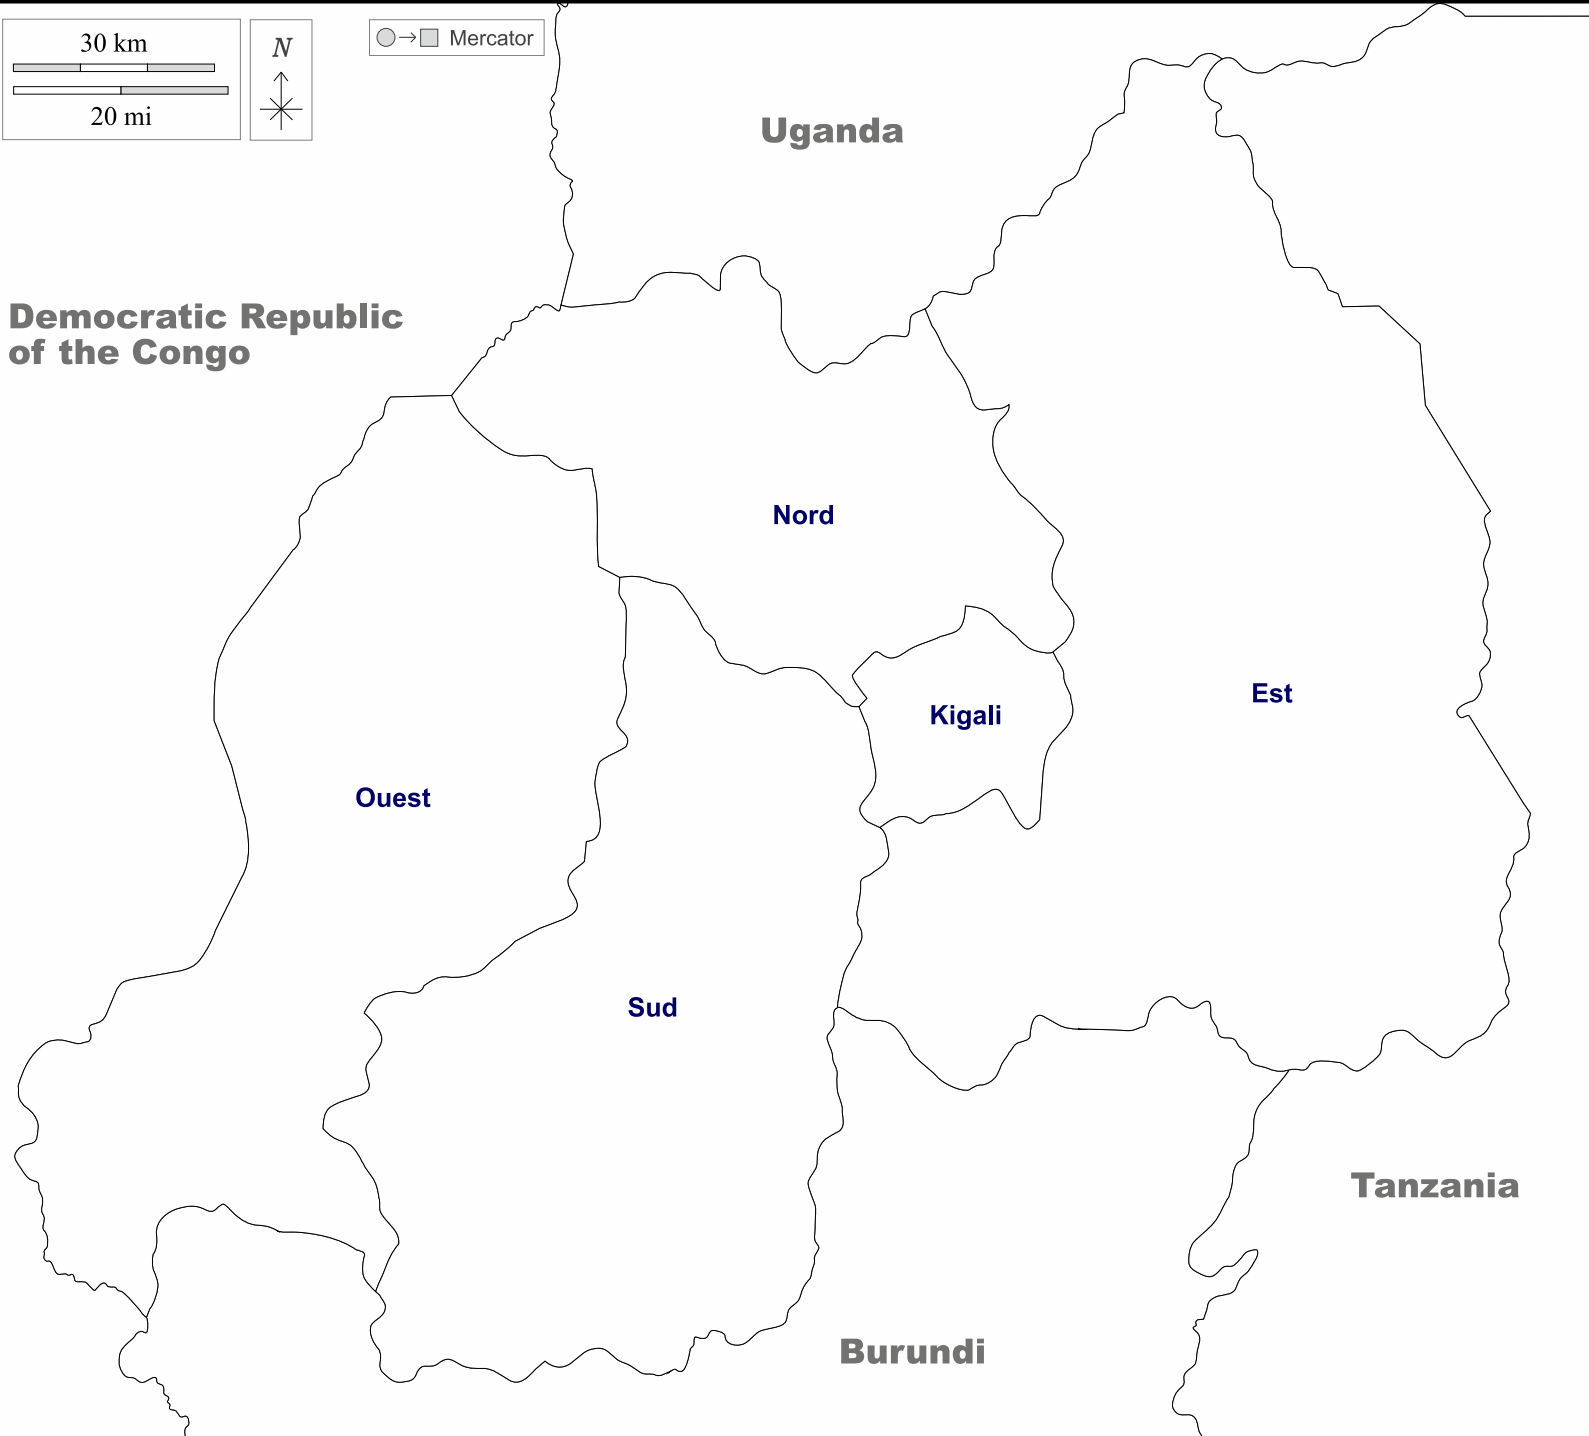 30 km
20 mi
N
Mercator
Uganda
Democratic Republic
of the Congo
Nord
Est
Kigali
Ouest
Sud
Tanzania
Burundi